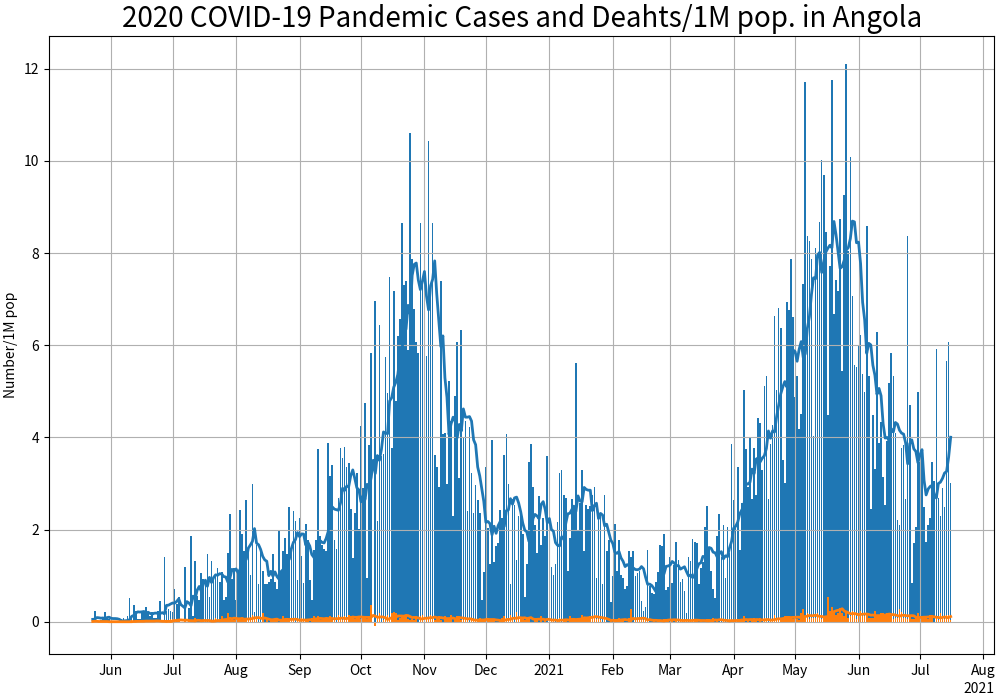 2020 COVID-19 Pandemic Cases and Deahts/1M pop. in Angola
Number/1M pop
12
10
8
6
4
2
0
Jun Jul Aug Sep Oct Nov Dec 2021 Feb Mar Apr May Jun Jul Aug
2021